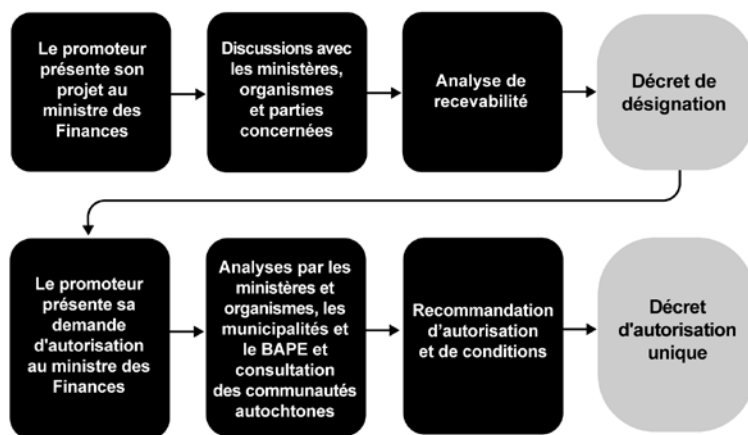 Le promoteur
présente son
projet au
ministre des
Finances
Discussions avec
les ministères,
organismes
et parties
concernées
Analyse de
recevabilité
Décret de
désignation
Le promoteur
présente sa
demande
d'autorisation
au ministre des
Finances
Analyses par les
ministères et
organismes, les
municipalités et
le BAPE et
consultation
des communautés
autochtones
Recommandation
d'autorisation
et de conditions
Décret
d'autorisation
unique